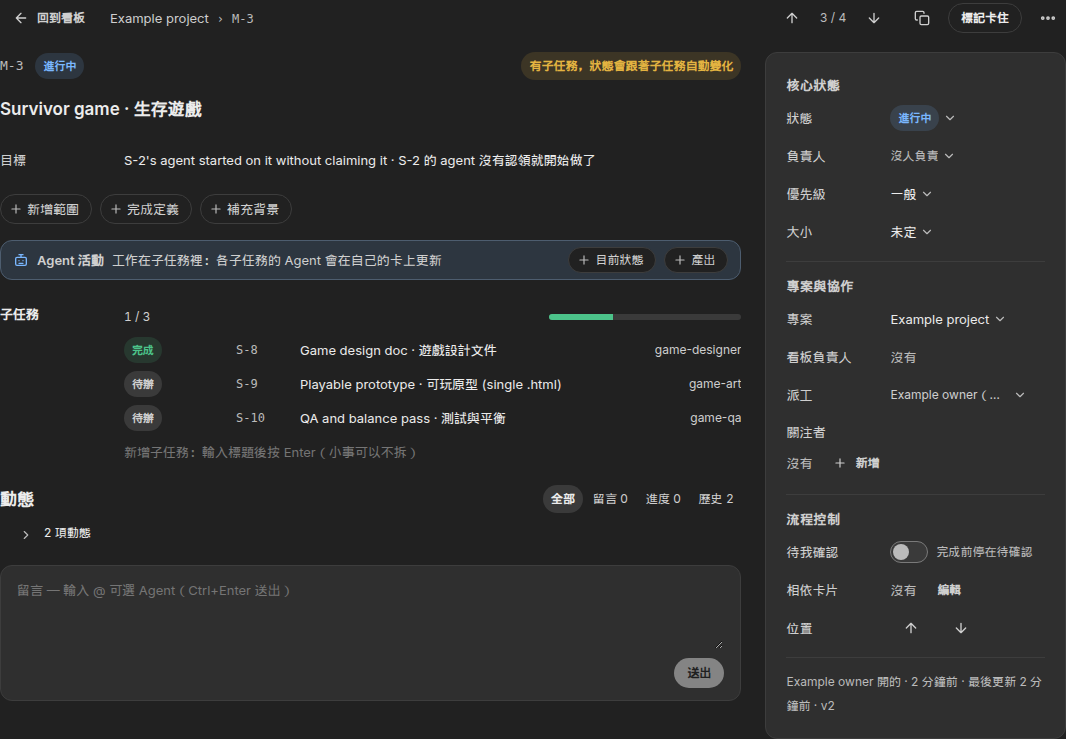 回到看板 Example project › M-3 3 / 4 標記卡住
M-3 進行中 有子任務，狀態會跟著子任務自動變化
Survivor game · 生存遊戲
目標 S-2's agent started on it without claiming it · S-2 的 agent 沒有認領就開始做了
新增範圍 完成定義 補充背景
Agent 活動 工作在子任務裡：各子任務的 Agent 會在自己的卡上更新 目前狀態 產出
子任務 1 / 3
完成 S-8 Game design doc · 遊戲設計文件 game-designer
待辦 S-9 Playable prototype · 可玩原型 (single .html) game-art
待辦 S-10 QA and balance pass · 測試與平衡 game-qa
新增子任務：輸入標題後按 Enter（小事可以不拆）
動態 全部 留言 0 進度 0 歷史 2
2 項動態
留言 — 輸入 @ 可選 Agent（Ctrl+Enter 送出）
送出
核心狀態
狀態 進行中
負責人 沒人負責
優先級 一般
大小 未定
專案與協作
專案 Example project
看板負責人 沒有
派工 Example owner（...
關注者
沒有 新增
流程控制
待我確認 完成前停在待確認
相依卡片 沒有 編輯
位置
Example owner 開的 · 2 分鐘前 · 最後更新 2 分
鐘前 · v2